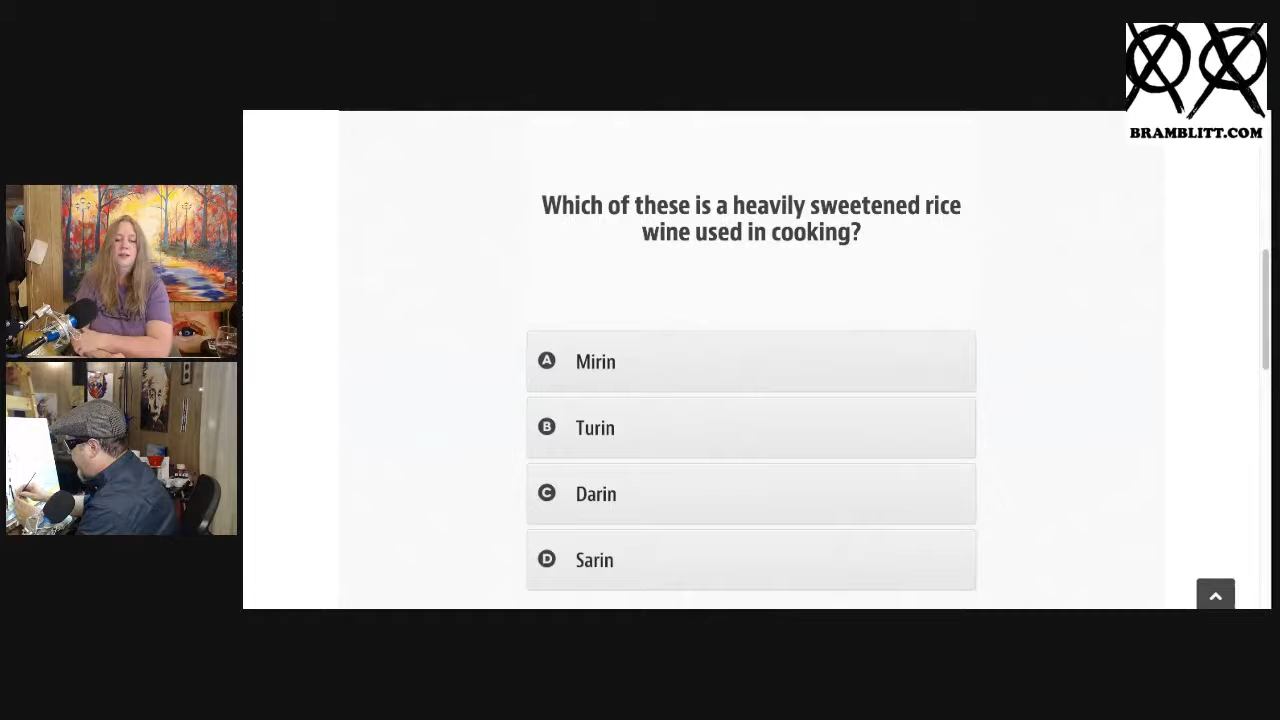 BRAMBLITT.COM
Which of these is a heavily sweetened rice
wine used in cooking?
A Mirin
B Turin
C Darin
D Sarin